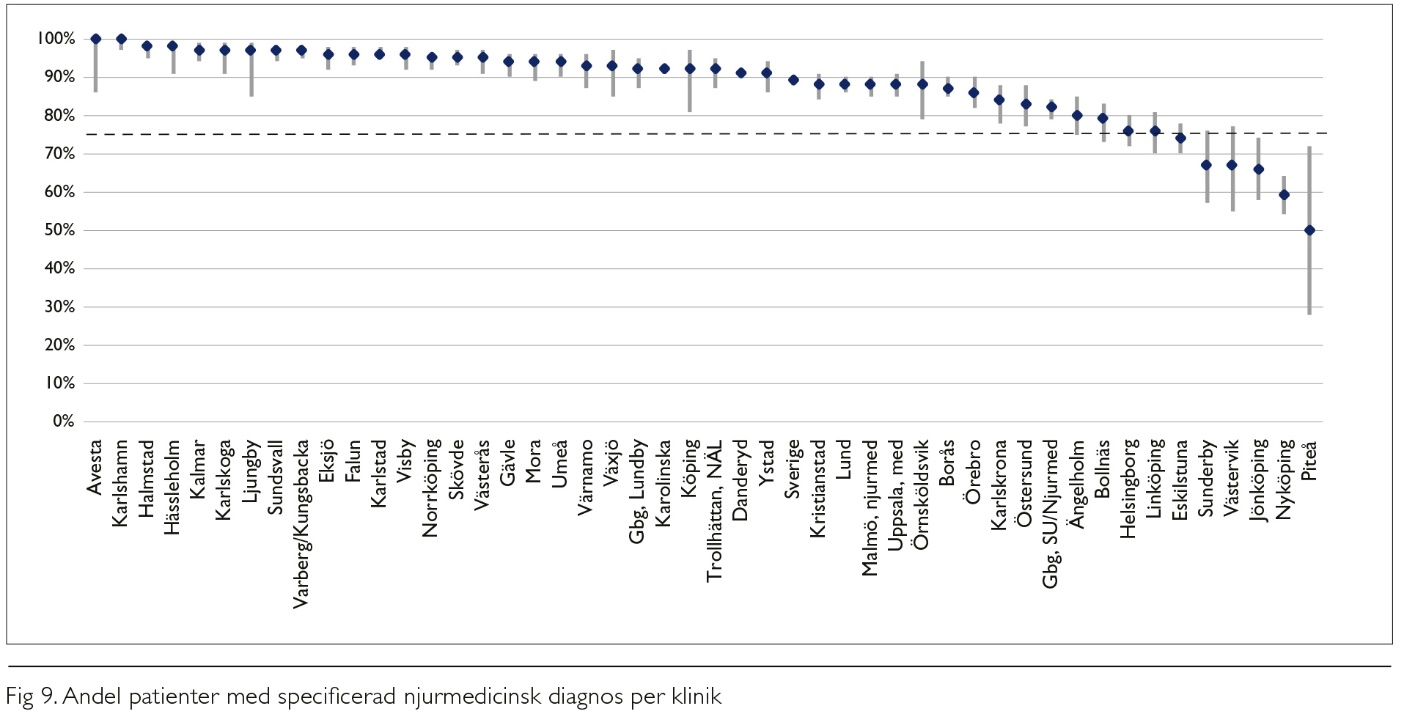 100%
90%
80%
70%
60%
50%
40%
30%
20%
10%
0%
Avesta
Karlshamn
Halmstad
Hässleholm
Kalmar
Karlskoga
Ljungby
Sundsvall
Varberg/Kungsbacka
Eksjö
Falun
Karlstad
Visby
Norrköping
Skövde
Västerås
Gävle
Mora
Umeå
Värnamo
Växjö
Gbg, Lundby
Karolinska
Köping
Trollhättan, NÄL
Danderyd
Ystad
Sverige
Kristianstad
Lund
Malmö, njurmed
Uppsala, med
Örnsköldsvik
Borås
Örebro
Karlskrona
Östersund
Gbg, SU/Njurmed
Ängelholm
Bollnäs
Helsingborg
Linköping
Eskilstuna
Sunderby
Västervik
Jönköping
Nyköping
Piteå
Fig 9. Andel patienter med specificerad njurmedicinsk diagnos per klinik